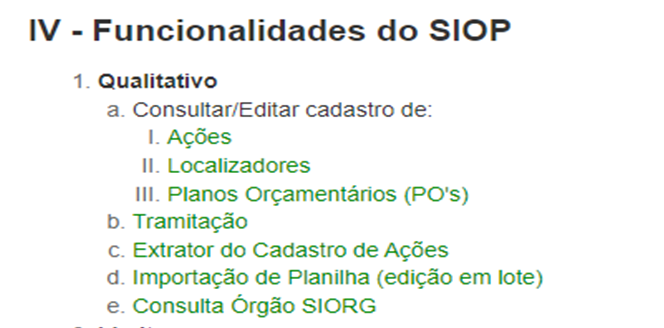 IV - Funcionalidades do SIOP
1. Qualitativo
a. Consultar/Editar cadastro de:
I. Ações
II. Localizadores
III. Planos Orçamentários (PO's)
b. Tramitação
c. Extrator do Cadastro de Ações
d. Importação de Planilha (edição em lote)
e. Consulta Órgão SIORG